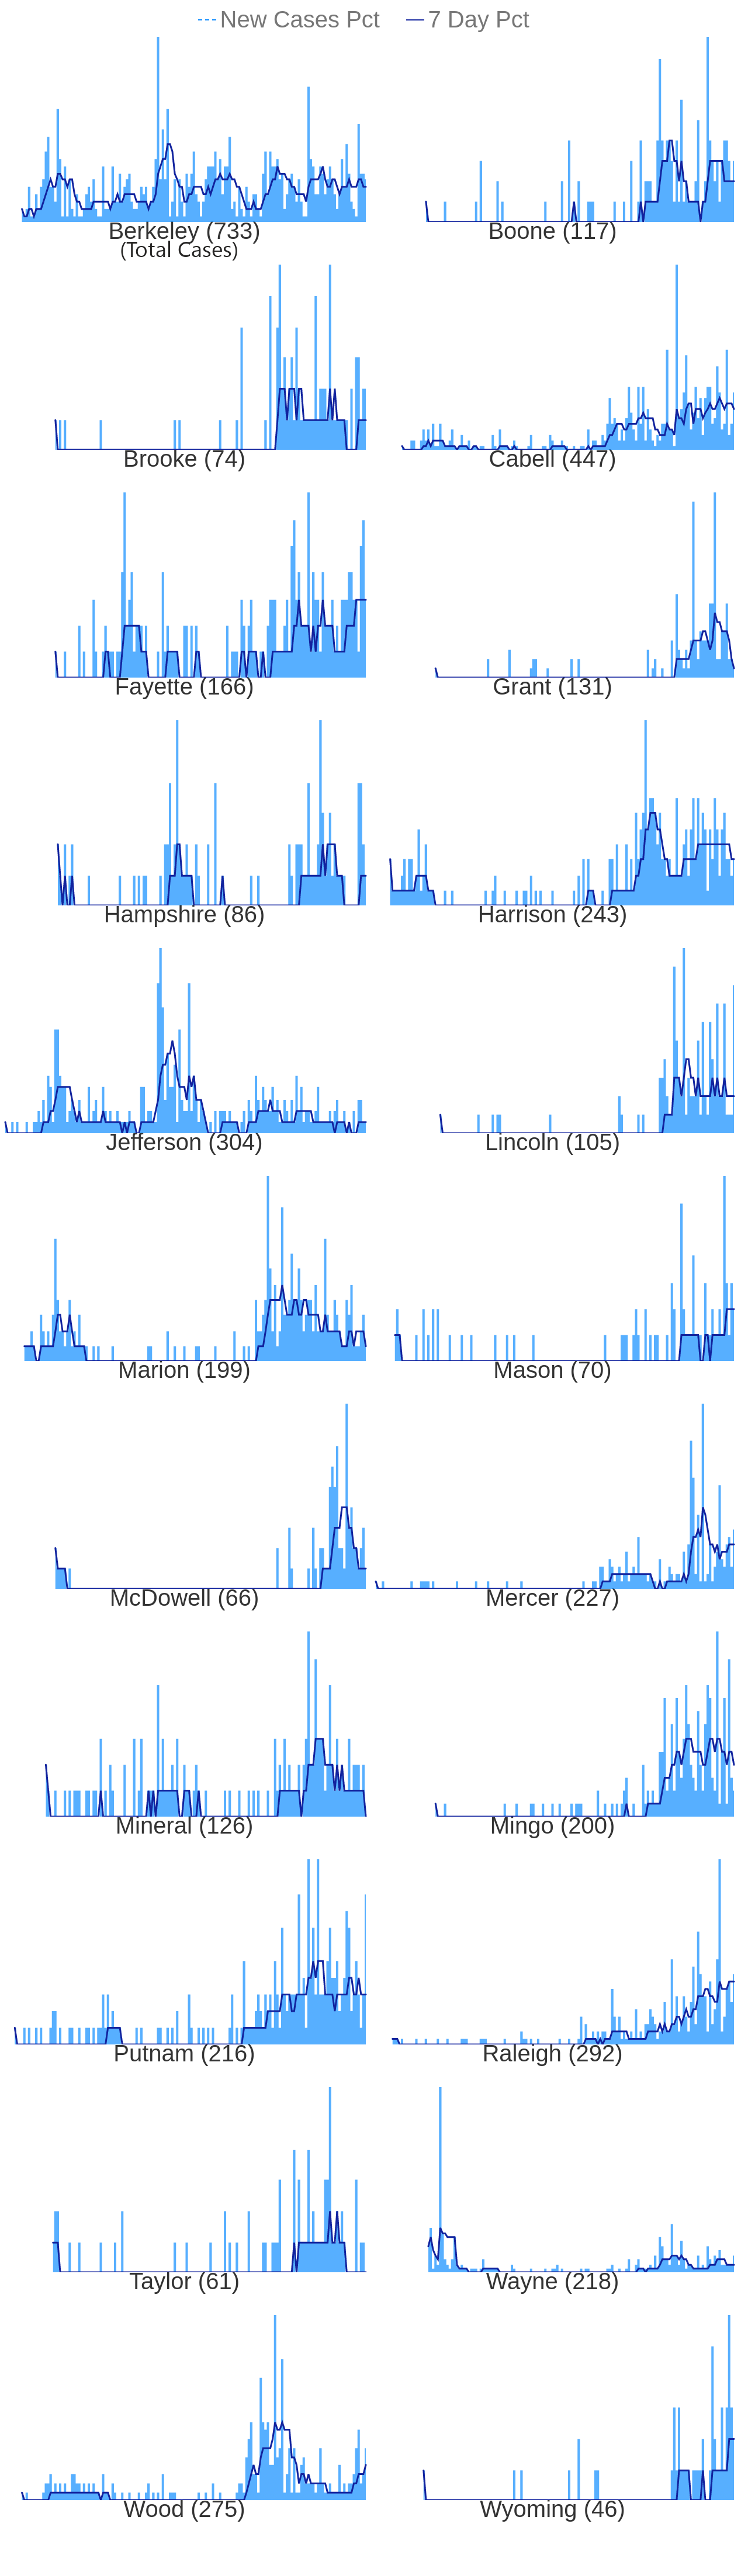 New Cases Pct 7 Day Pct
Berkeley (733) Boone (117)
(Total Cases)
Brooke (74) Cabell (447)
Fayette (166) Grant (131)
Hampshire (86) Harrison (243)
Jefferson (304) Lincoln (105)
Marion (199) Mason (70)
McDowell (66) Mercer (227)
Mineral (126) Mingo (200)
Putnam (216) Raleigh (292)
Taylor (61) Wayne (218)
Wood (275) Wyoming (46)